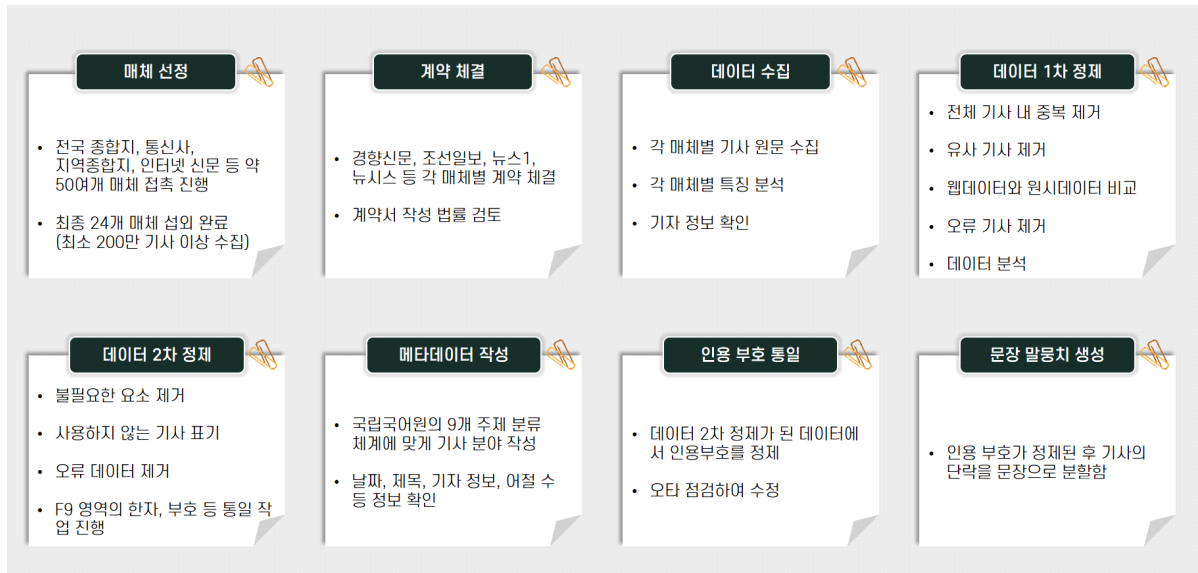 매체 선정
• 전국 종합지, 통신사,
지역종합지, 인터넷 신문 등 약
50여개 매체 접촉 진행
• 최종 24개 매체 섭외 완료
(최소 200만 기사 이상 수집)
계약 체결
• 경향신문, 조선일보, 뉴스1,
뉴시스 등 각 매체별 계약 체결
• 계약서 작성 법률 검토
데이터 수집
• 각 매체별 기사 원문 수집
• 각 매체별 특징 분석
• 기자 정보 확인
데이터 1차 정제
• 전체 기사 내 중복 제거
• 유사 기사 제거
• 웹데이터와 원시데이터 비교
• 오류 기사 제거
• 데이터 분석
데이터 2차 정제
• 불필요한 요소 제거
• 사용하지 않는 기사 표기
• 오류 데이터 제거
• F9 영역의 한자, 부호 등 통일 작
업 진행
메타데이터 작성
• 국립국어원의 9개 주제 분류
체계에 맞게 기사 분야 작성
• 날짜, 제목, 기자 정보, 어절 수
등 정보 확인
인용 부호 통일
• 데이터 2차 정제가 된 데이터에
서 인용부호를 정제
• 오타 점검하여 수정
문장 말뭉치 생성
• 인용 부호가 정제된 후 기사의
단락을 문장으로 분할함